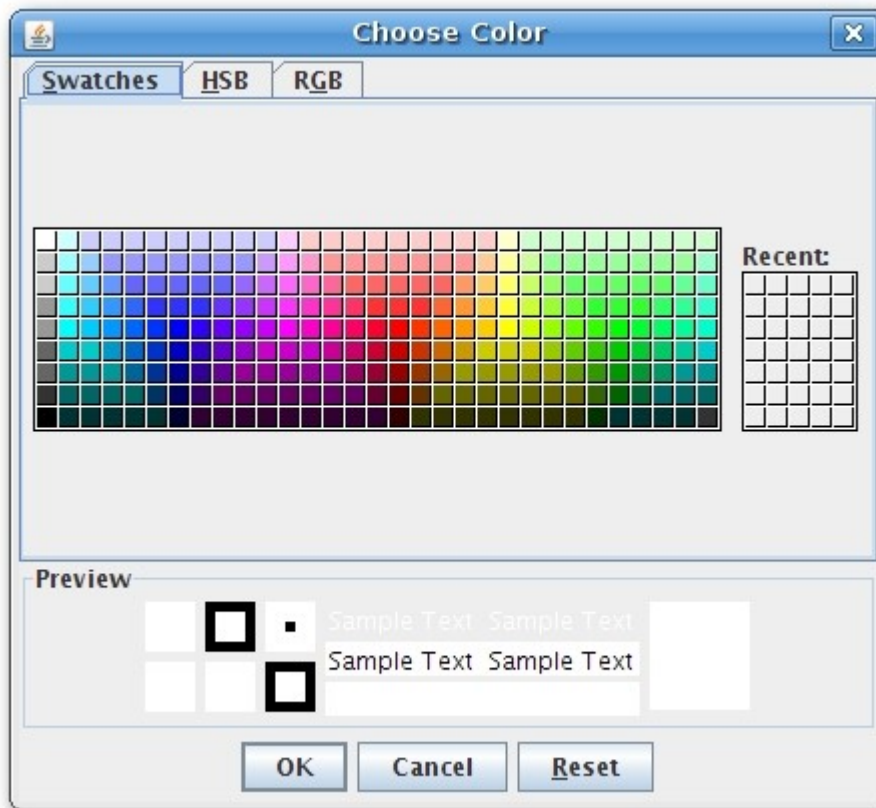 Choose Color
Swatches HSB RGB
Recent:
Preview
Sample Text Sample Text
Sample Text Sample Text
OK Cancel Reset